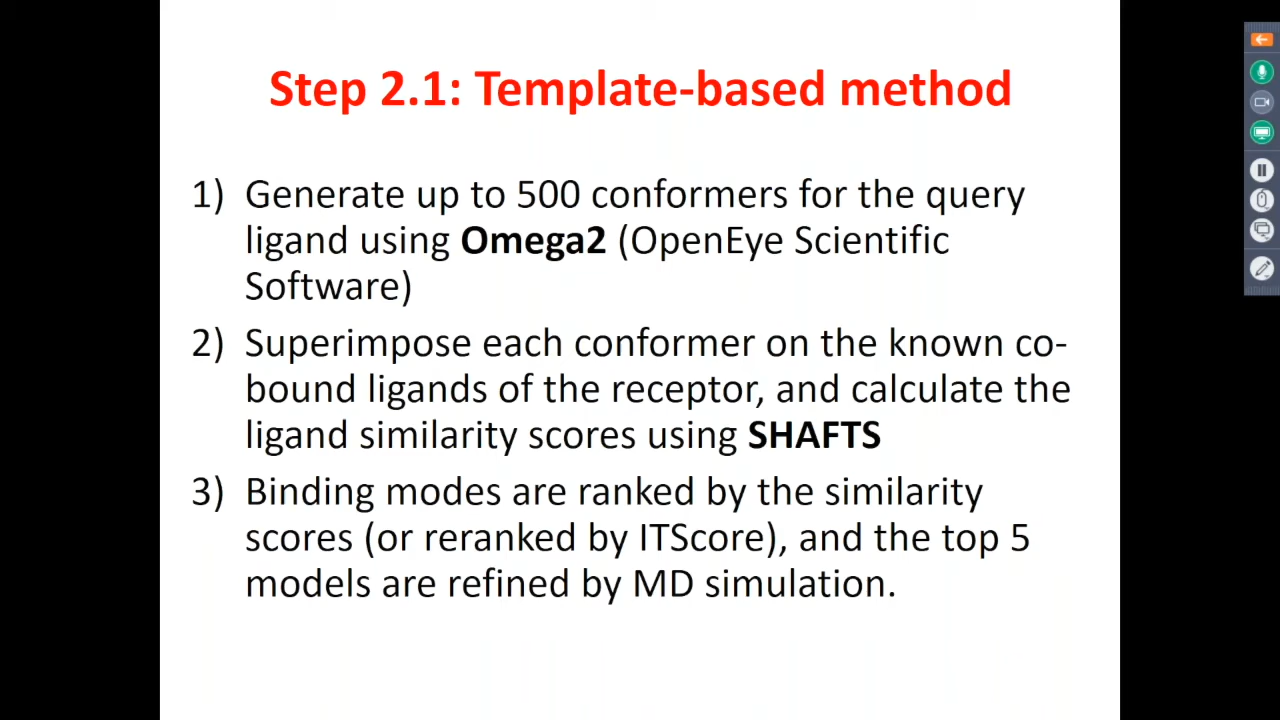 Step 2.1: Template-based method
1) Generate up to 500 conformers for the query
ligand using Omega2 (OpenEye Scientific
Software)
2) Superimpose each conformer on the known co-
bound ligands of the receptor, and calculate the
ligand similarity scores using SHAFTS
3) Binding modes are ranked by the similarity
scores (or reranked by ITScore), and the top 5
models are refined by MD simulation.